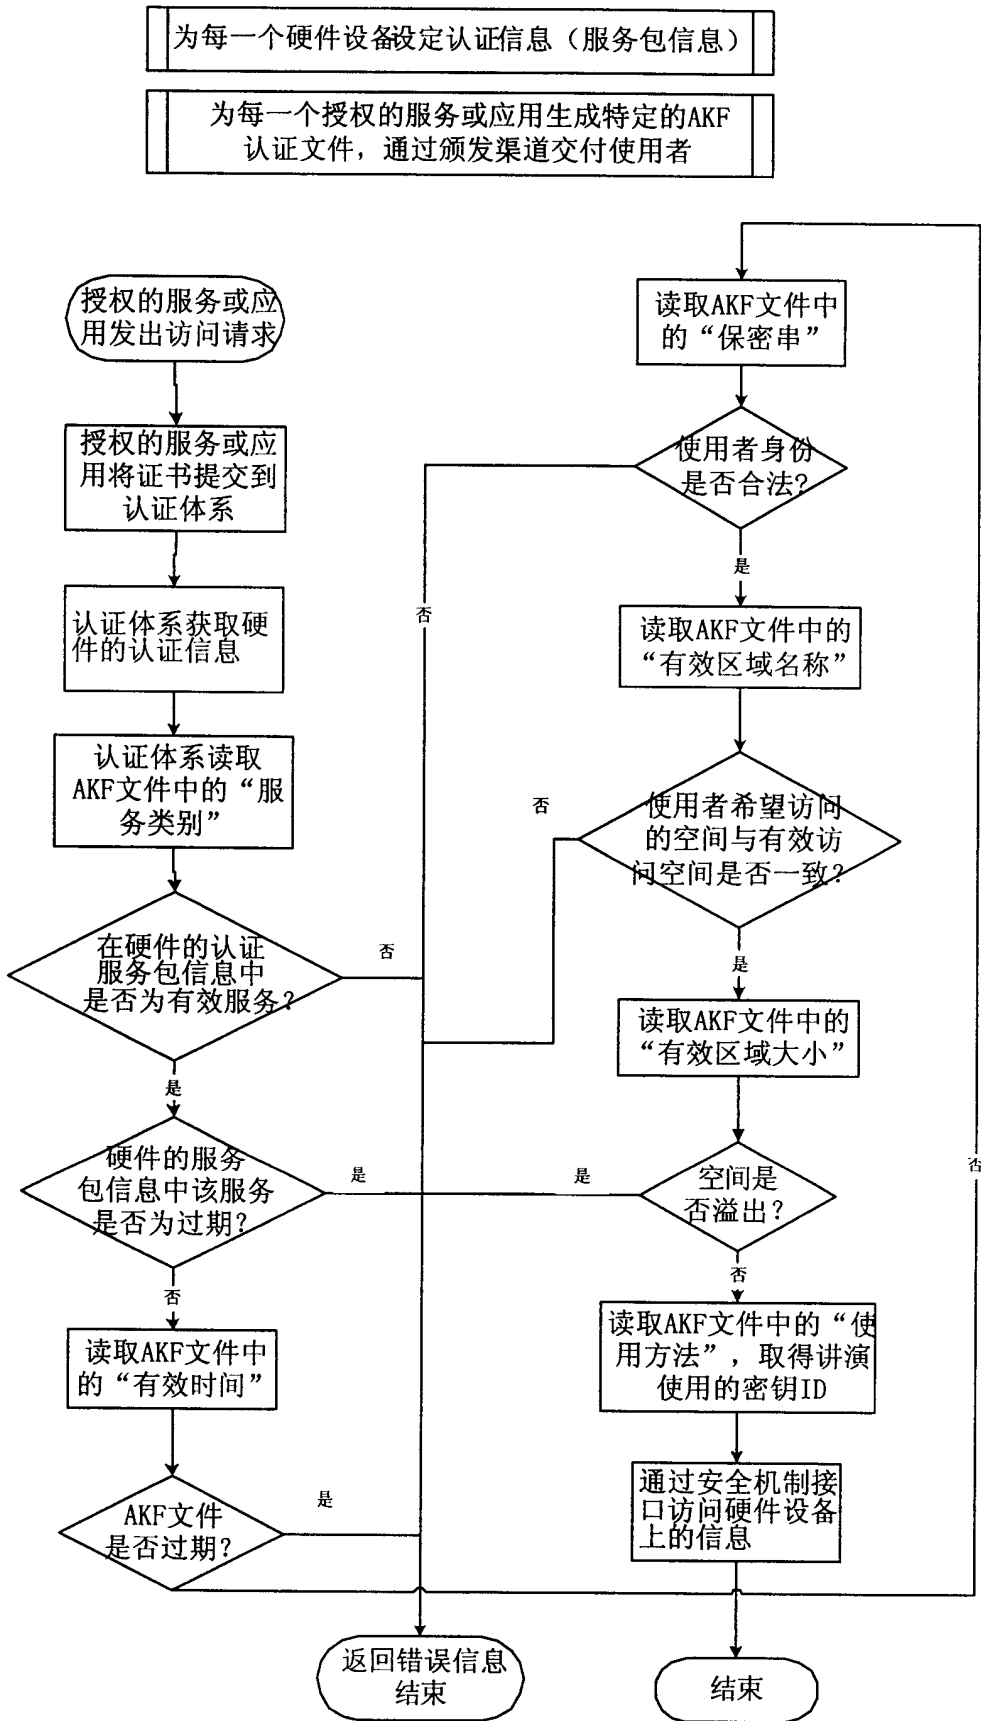 为每一个硬件设备设定认证信息（服务包信息）
为每一个授权的服务或应用生成特定的AKF
认证文件，通过颁发渠道交付使用者
授权的服务或应
用发出访问请求
授权的服务或应
用将证书提交到
认证体系
认证体系获取硬
件的认证信息
认证体系读取
AKF文件中的“服
务类别”
在硬件的认证
服务包信息中
是否为有效服务？
否
是
硬件的服务
包信息中该服务
是否为过期？
是
否
读取AKF文件中
的“有效时间”
AKF文件
是否过期？
是
否
读取AKF文件中
的“保密串”
使用者身份
是否合法？
否
是
读取AKF文件中的
“有效区域名称”
使用者希望访问
的空间与有效访
问空间是否一致？
否
是
读取AKF文件中的
“有效区域大小”
空间是
否溢出？
是
否
读取AKF文件中的“使
用方法”，取得讲演
使用的密钥ID
通过安全机制接
口访问硬件设备
上的信息
返回错误信息
结束
结束